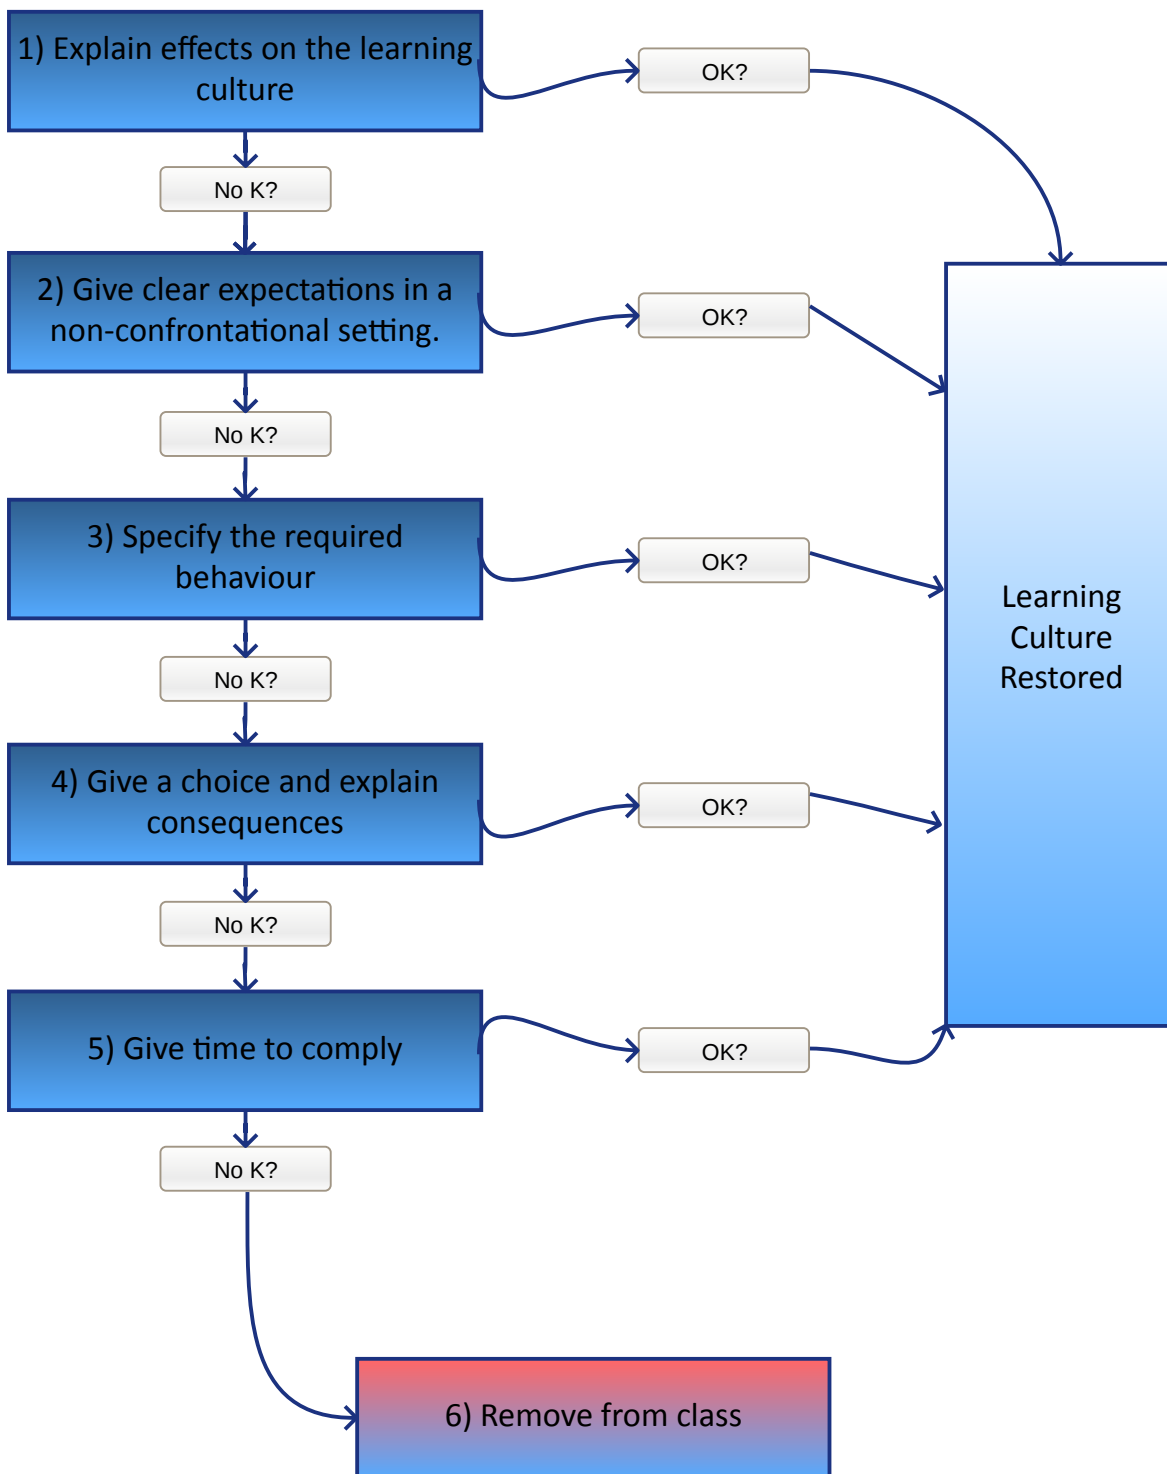 1) Explain effects on the learning
culture
OK?
No K?
2) Give clear expectations in a
non-confrontational setting.
OK?
No K?
3) Specify the required
behaviour
OK?
No K?
4) Give a choice and explain
consequences
OK?
No K?
5) Give time to comply
OK?
No K?
6) Remove from class
Learning
Culture
Restored